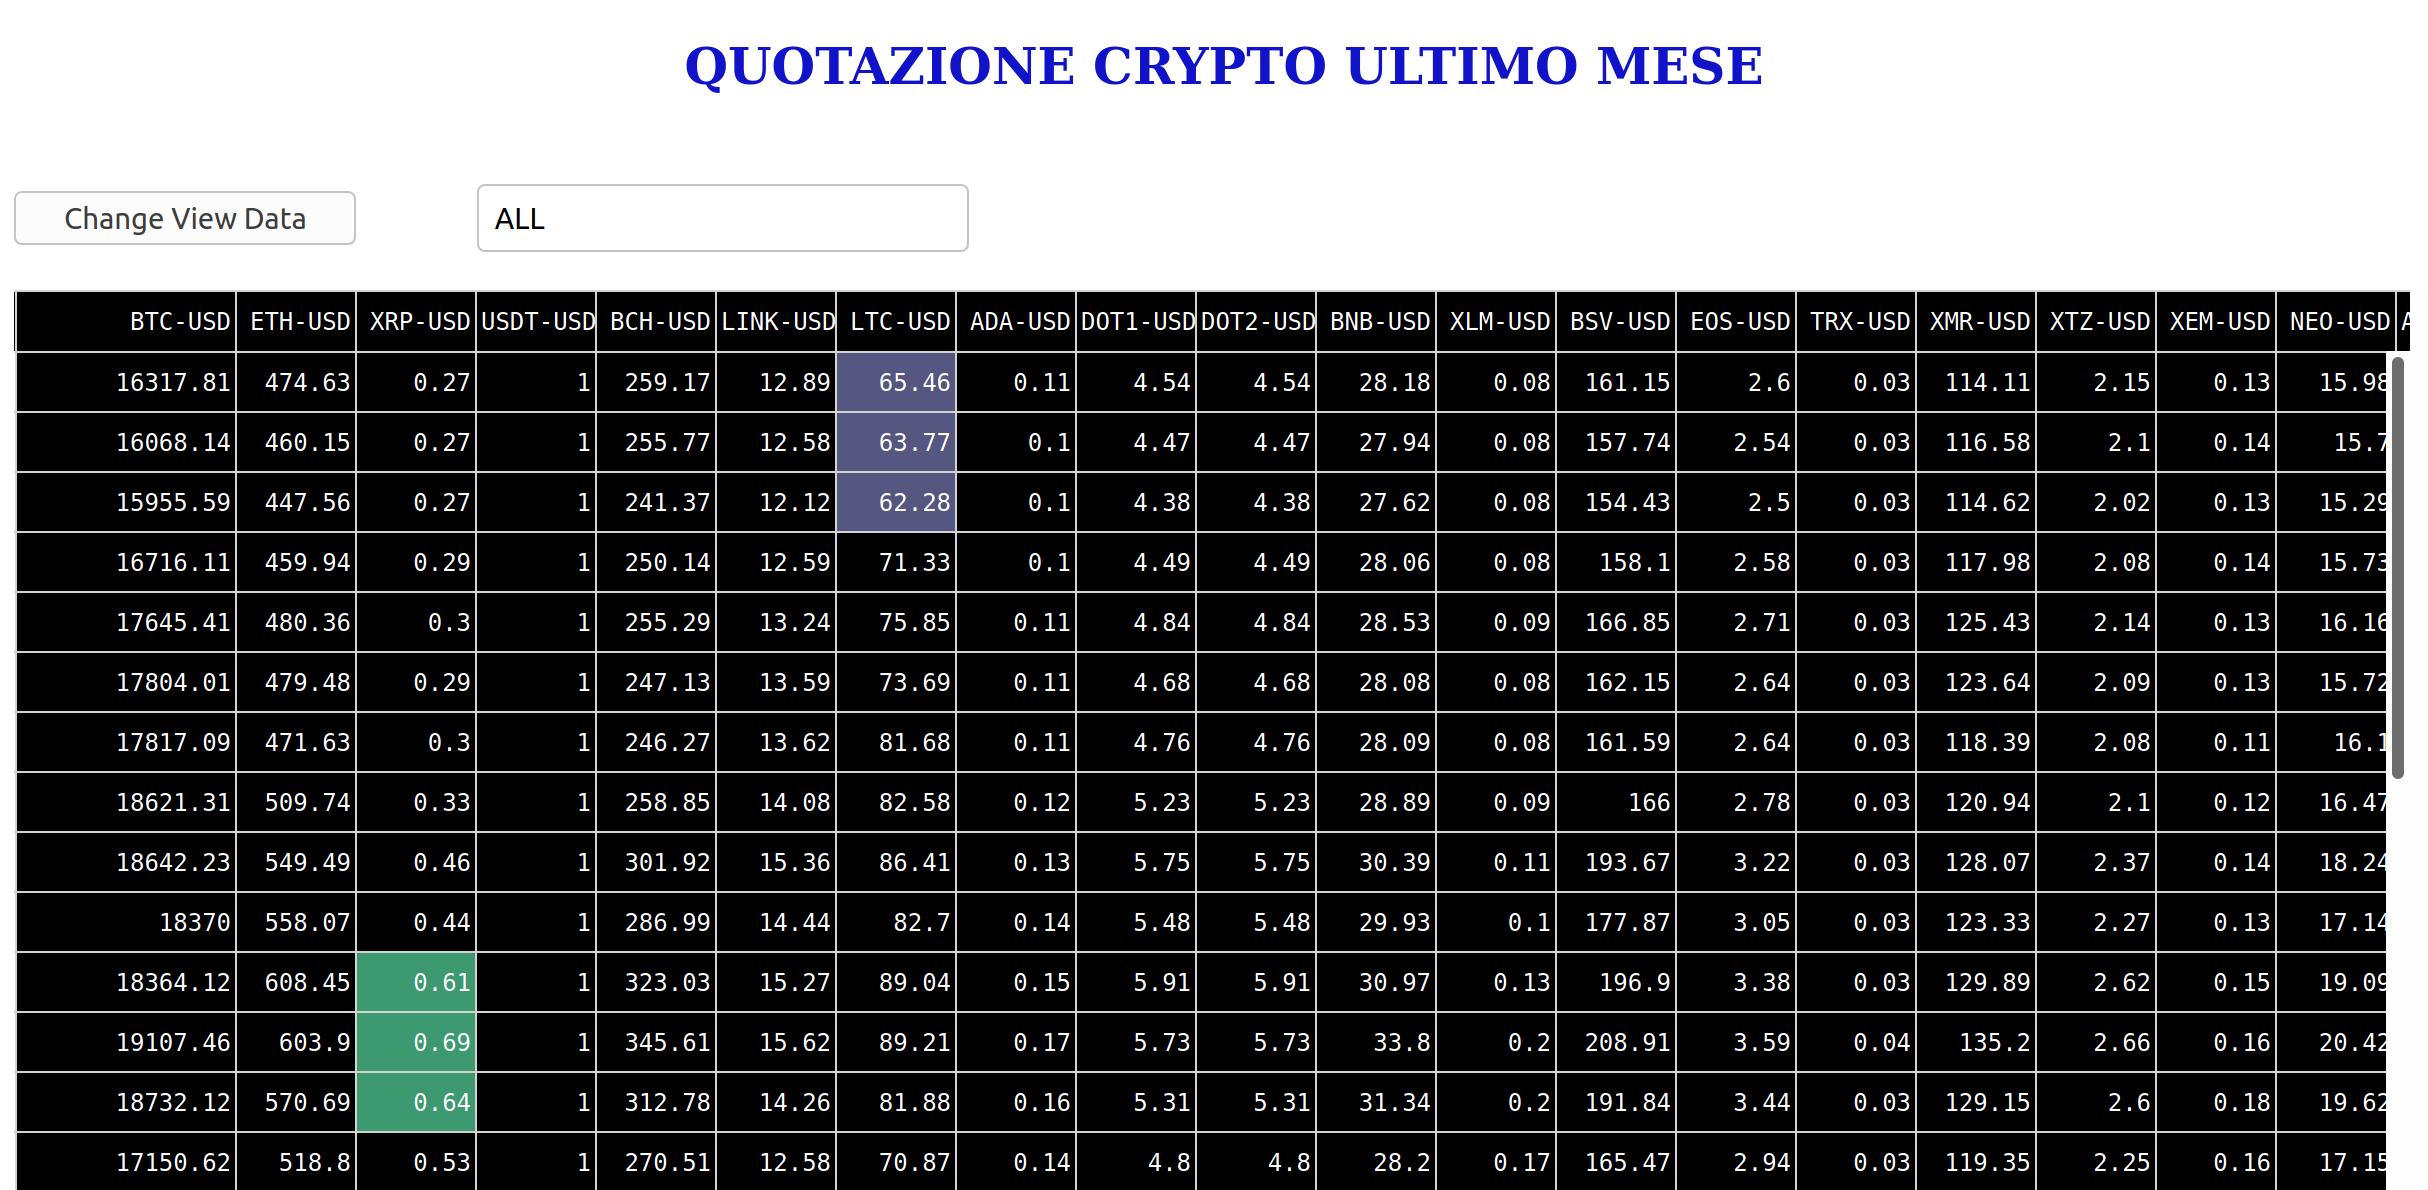 QUOTAZIONE CRYPTO ULTIMO MESE
Change View Data ALL
BTC-USD ETH-USD XRP-USD USDT-USD BCH-USD LINK-USD LTC-USD ADA-USD DOT1-USD DOT2-USD BNB-USD XLM-USD BSV-USD EOS-USD TRX-USD XMR-USD XTZ-USD XEM-USD NEO-USD A
16317.81 474.63 0.27 1 259.17 12.89 65.46 0.11 4.54 4.54 28.18 0.08 161.15 2.6 0.03 114.11 2.15 0.13 15.98
16068.14 460.15 0.27 1 255.77 12.58 63.77 0.1 4.47 4.47 27.94 0.08 157.74 2.54 0.03 116.58 2.1 0.14 15.7
15955.59 447.56 0.27 1 241.37 12.12 62.28 0.1 4.38 4.38 27.62 0.08 154.43 2.5 0.03 114.62 2.02 0.13 15.29
16716.11 459.94 0.29 1 250.14 12.59 71.33 0.1 4.49 4.49 28.06 0.08 158.1 2.58 0.03 117.98 2.08 0.14 15.73
17645.41 480.36 0.3 1 255.29 13.24 75.85 0.11 4.84 4.84 28.53 0.09 166.85 2.71 0.03 125.43 2.14 0.13 16.16
17804.01 479.48 0.29 1 247.13 13.59 73.69 0.11 4.68 4.68 28.08 0.08 162.15 2.64 0.03 123.64 2.09 0.13 15.72
17817.09 471.63 0.3 1 246.27 13.62 81.68 0.11 4.76 4.76 28.09 0.08 161.59 2.64 0.03 118.39 2.08 0.11 16.1
18621.31 509.74 0.33 1 258.85 14.08 82.58 0.12 5.23 5.23 28.89 0.09 166 2.78 0.03 120.94 2.1 0.12 16.47
18642.23 549.49 0.46 1 301.92 15.36 86.41 0.13 5.75 5.75 30.39 0.11 193.67 3.22 0.03 128.07 2.37 0.14 18.24
18370 558.07 0.44 1 286.99 14.44 82.7 0.14 5.48 5.48 29.93 0.1 177.87 3.05 0.03 123.33 2.27 0.13 17.14
18364.12 608.45 0.61 1 323.03 15.27 89.04 0.15 5.91 5.91 30.97 0.13 196.9 3.38 0.03 129.89 2.62 0.15 19.09
19107.46 603.9 0.69 1 345.61 15.62 89.21 0.17 5.73 5.73 33.8 0.2 208.91 3.59 0.04 135.2 2.66 0.16 20.42
18732.12 570.69 0.64 1 312.78 14.26 81.88 0.16 5.31 5.31 31.34 0.2 191.84 3.44 0.03 129.15 2.6 0.18 19.62
17150.62 518.8 0.53 1 270.51 12.58 70.87 0.14 4.8 4.8 28.2 0.17 165.47 2.94 0.03 119.35 2.25 0.16 17.15